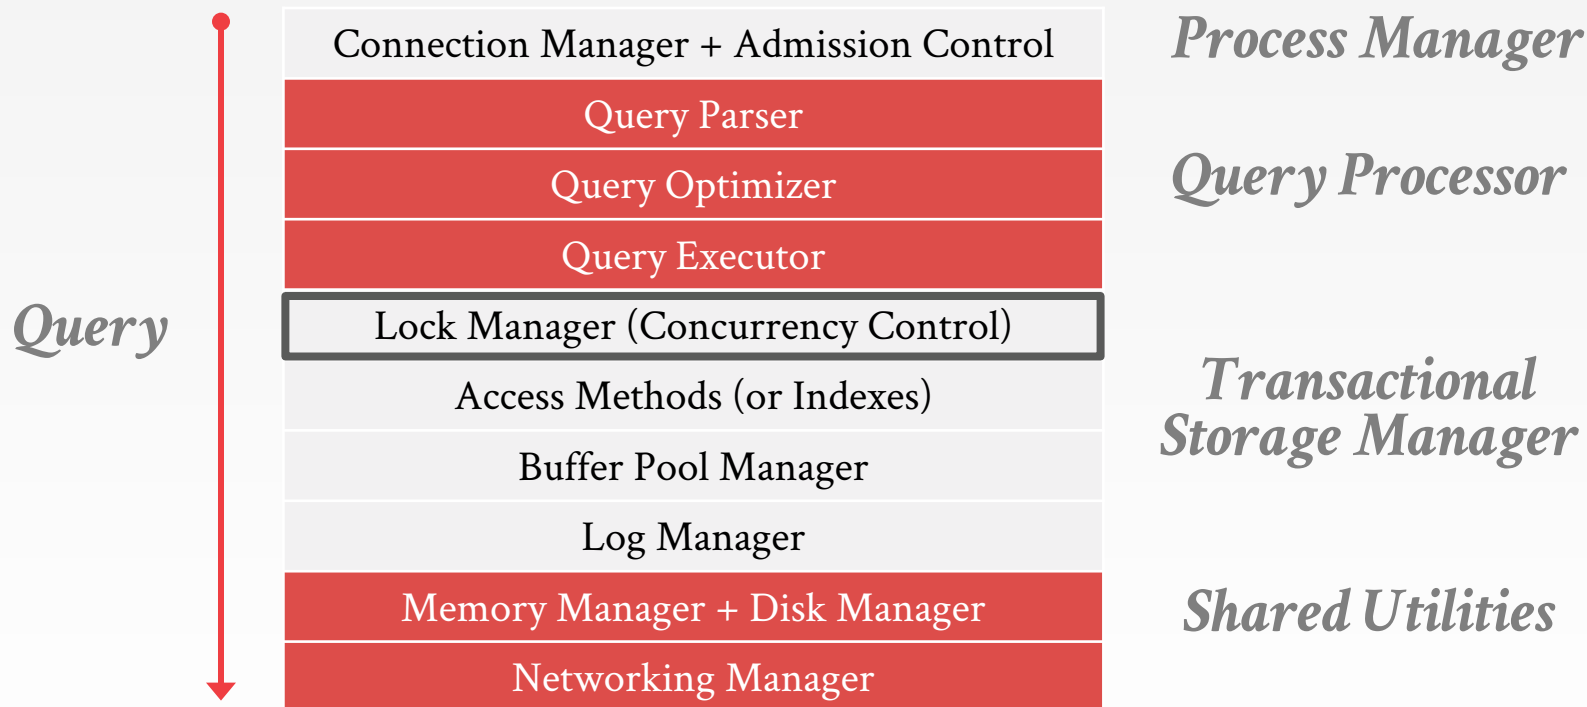 Connection Manager + Admission Control
Process Manager
Query Parser
Query Optimizer
Query Processor
Query Executor
Query
Lock Manager (Concurrency Control)
Access Methods (or Indexes)
Transactional
Storage Manager
Buffer Pool Manager
Log Manager
Memory Manager + Disk Manager
Shared Utilities
Networking Manager